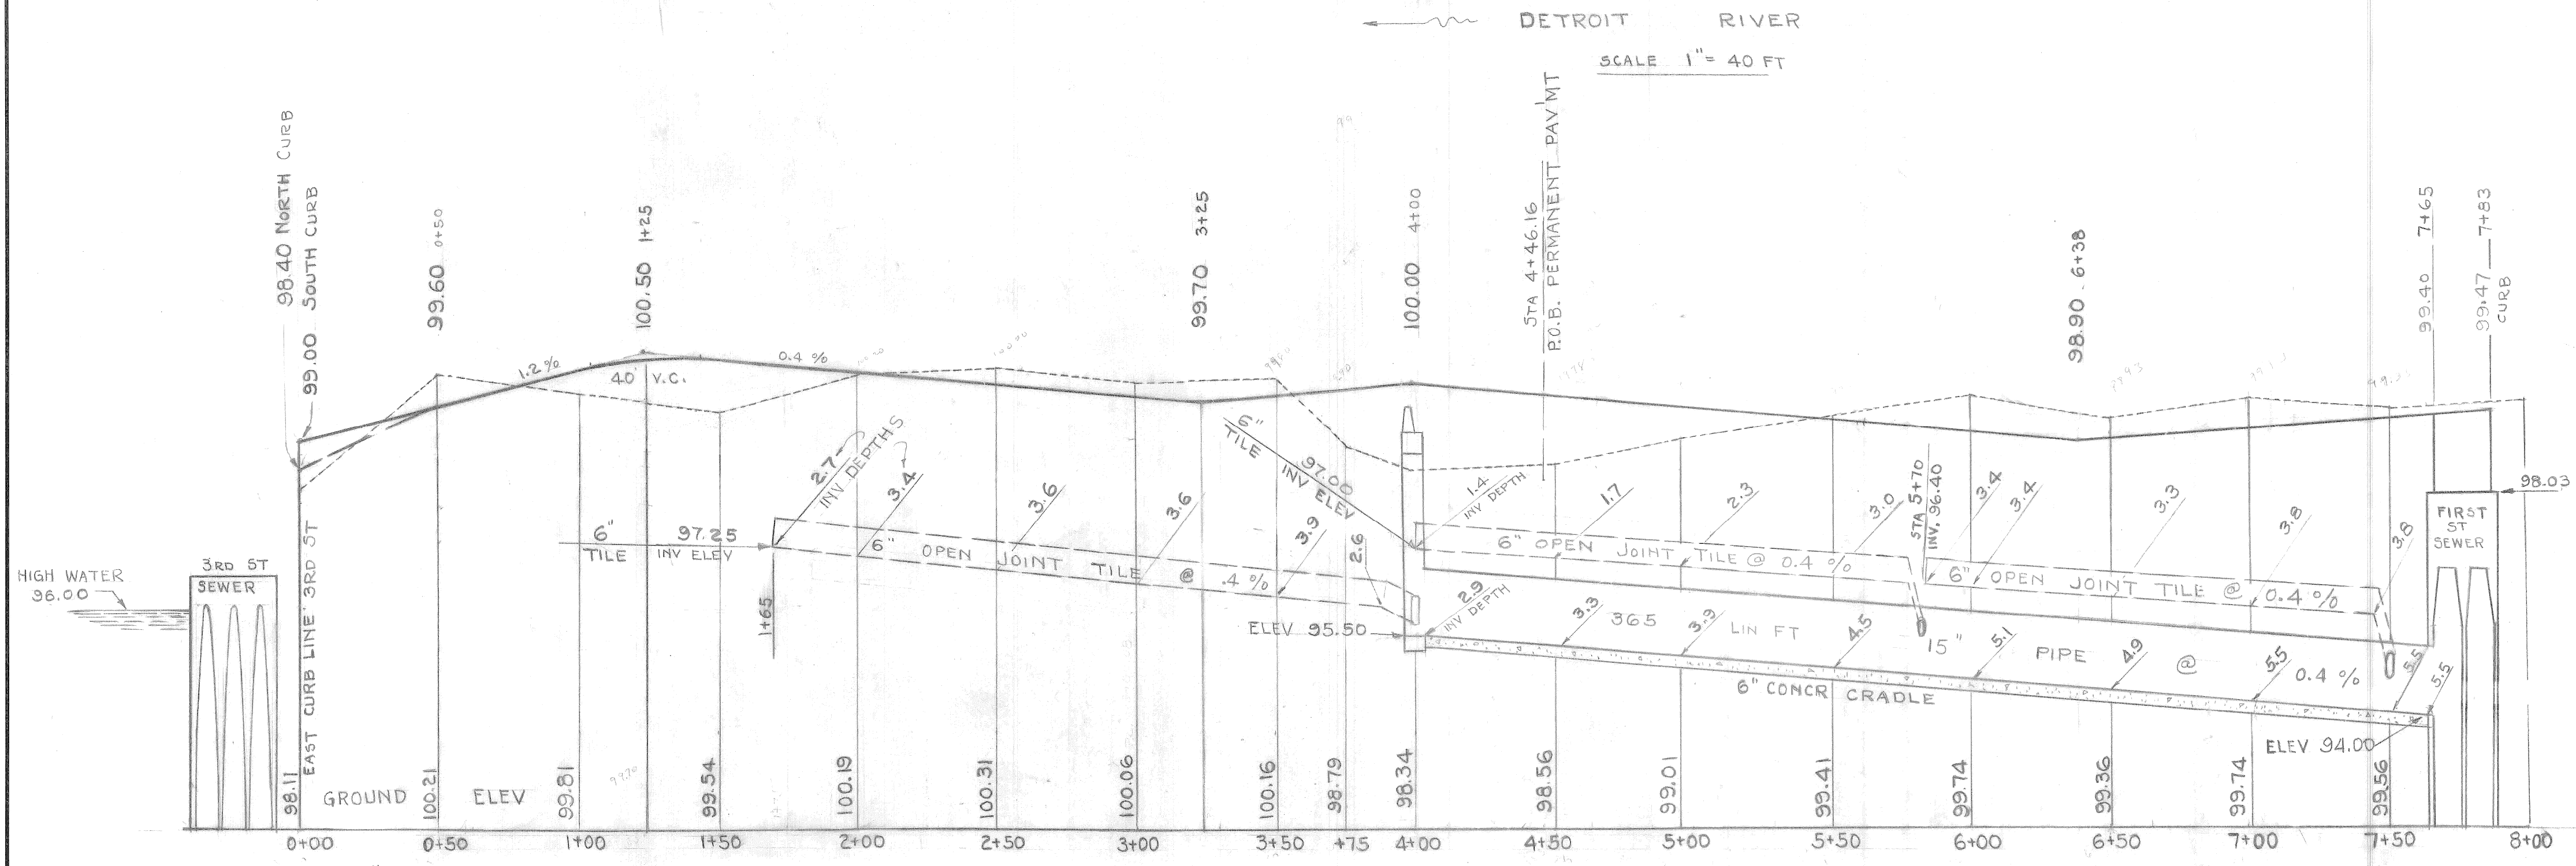 DETROIT RIVER
SCALE 1" = 40 FT
98.40 NORTH CURB
99.00 SOUTH CURB
99.60 0+50
100.50 1+25
99.70 3+25
100.00 4+00
STA 4+46.16
P.O.B. PERMANENT PAV'MT
98.90 - 6+38
99.40 7+65
99.47 7+83
CURB
1.2 %
40' V.C.
0.4 %
2.7
INV DEPTHS
3.4
3.6
3.6
3.9
2.6
6" TILE
97.00
INV ELEV
1.4
INV DEPTH
1.7
2.3
3.0
STA 5+70
INV. 96.40
3.4
3.4
3.3
3.8
3.8
98.03
FIRST
ST
SEWER
6" TILE
97.25
INV ELEV
6" OPEN JOINT TILE @ .4 %
6" OPEN JOINT TILE @ 0.4 %
6" OPEN JOINT TILE @ 0.4 %
HIGH WATER
96.00
3RD ST
SEWER
EAST CURB LINE 3RD ST
1+65
ELEV 95.50
2.9
INV DEPTH
3.3
365 LIN FT 15" PIPE @ 0.4 %
3.9
4.5
5.1
4.9
5.5
5.5
5.5
6" CONCR CRADLE
ELEV 94.00
GROUND ELEV
98.11
100.21
99.81
99.70
99.54
100.19
100.31
100.06
100.16
98.79
98.34
98.56
99.01
99.41
99.74
99.36
99.74
99.56
0+00 0+50 1+00 1+50 2+00 2+50 3+00 3+50 +75 4+00 4+50 5+00 5+50 6+00 6+50 7+00 7+50 8+00